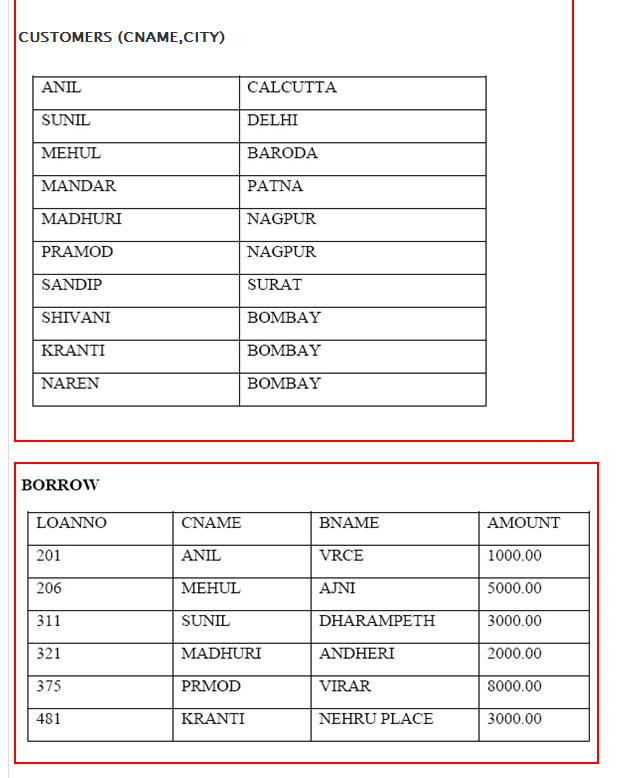 CUSTOMERS (CNAME,CITY)
ANIL CALCUTTA
SUNIL DELHI
MEHUL BARODA
MANDAR PATNA
MADHURI NAGPUR
PRAMOD NAGPUR
SANDIP SURAT
SHIVANI BOMBAY
KRANTI BOMBAY
NAREN BOMBAY
BORROW
LOANNO CNAME BNAME AMOUNT
201 ANIL VRCE 1000.00
206 MEHUL AJNI 5000.00
311 SUNIL DHARAMPETH 3000.00
321 MADHURI ANDHERI 2000.00
375 PRMOD VIRAR 8000.00
481 KRANTI NEHRU PLACE 3000.00